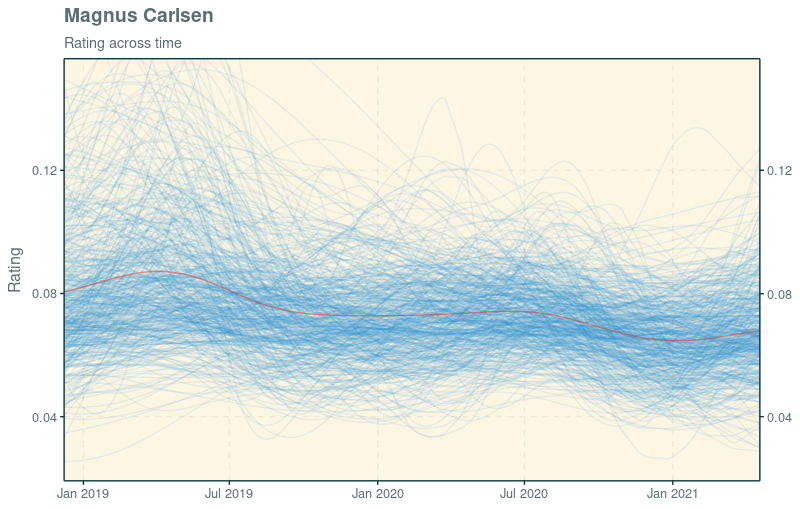 Magnus Carlsen
Rating across time
0.12
0.12
Rating
0.08
0.08
0.04
0.04
Jan 2019
Jul 2019
Jan 2020
Jul 2020
Jan 2021